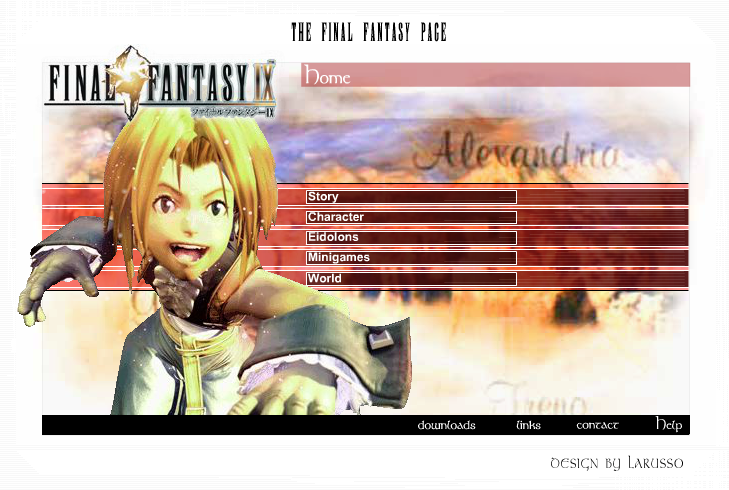 THE FINAL FANTASY PAGE
FINAL FANTASY IX
ファイナルファンタジーIX
Home
Alexandria
Story
Character
Eidolons
Minigames
World
Treno
downloads links contact Help
DESIGN BY LARUSSO